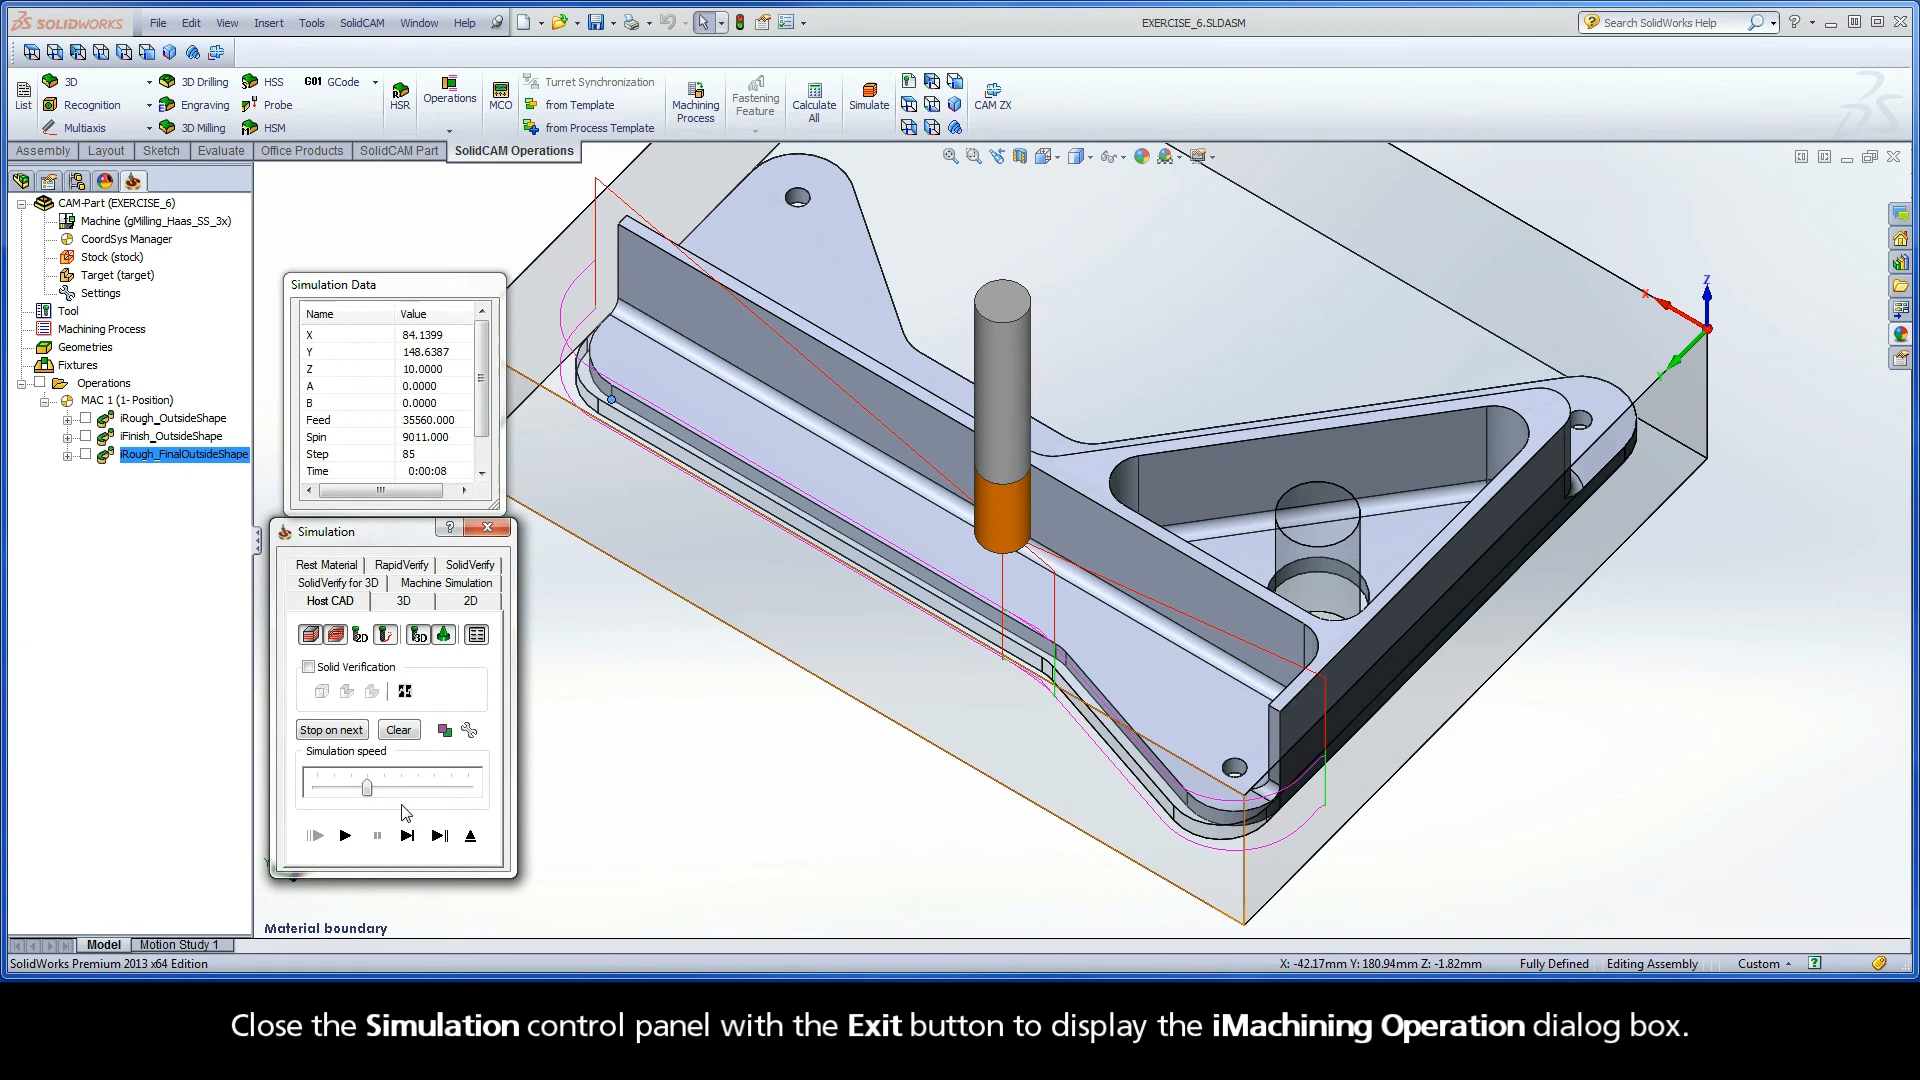 SOLIDWORKS File Edit View Insert Tools SolidCAM Window Help EXERCISE_6.SLDASM Search SolidWorks Help
3D 3D Drilling HSS G01 GCode Turret Synchronization
Recognition Engraving Probe from Template
Multiaxis 3D Milling HSM from Process Template
List HSR Operations MCO Machining Process Fastening Feature Calculate All Simulate CAM ZX
Assembly Layout Sketch Evaluate Office Products SolidCAM Part SolidCAM Operations
CAM-Part (EXERCISE_6)
Machine (gMilling_Haas_SS_3x)
CoordSys Manager
Stock (stock)
Target (target)
Settings
Tool
Machining Process
Geometries
Fixtures
Operations
MAC 1 (1- Position)
iRough_OutsideShape
iFinish_OutsideShape
iRough_FinalOutsideShape
Simulation Data
Name Value
X 84.1399
Y 148.6387
Z 10.0000
A 0.0000
B 0.0000
Feed 35560.000
Spin 9011.000
Step 85
Time 0:00:08
Simulation
Rest Material RapidVerify SolidVerify
SolidVerify for 3D Machine Simulation
Host CAD 3D 2D
2D 3D
Solid Verification
Stop on next Clear
Simulation speed
Z
X
Y
Material boundary
Model Motion Study 1
SolidWorks Premium 2013 x64 Edition X: -42.17mm Y: 180.94mm Z: -1.82mm Fully Defined Editing Assembly Custom
Close the Simulation control panel with the Exit button to display the iMachining Operation dialog box.